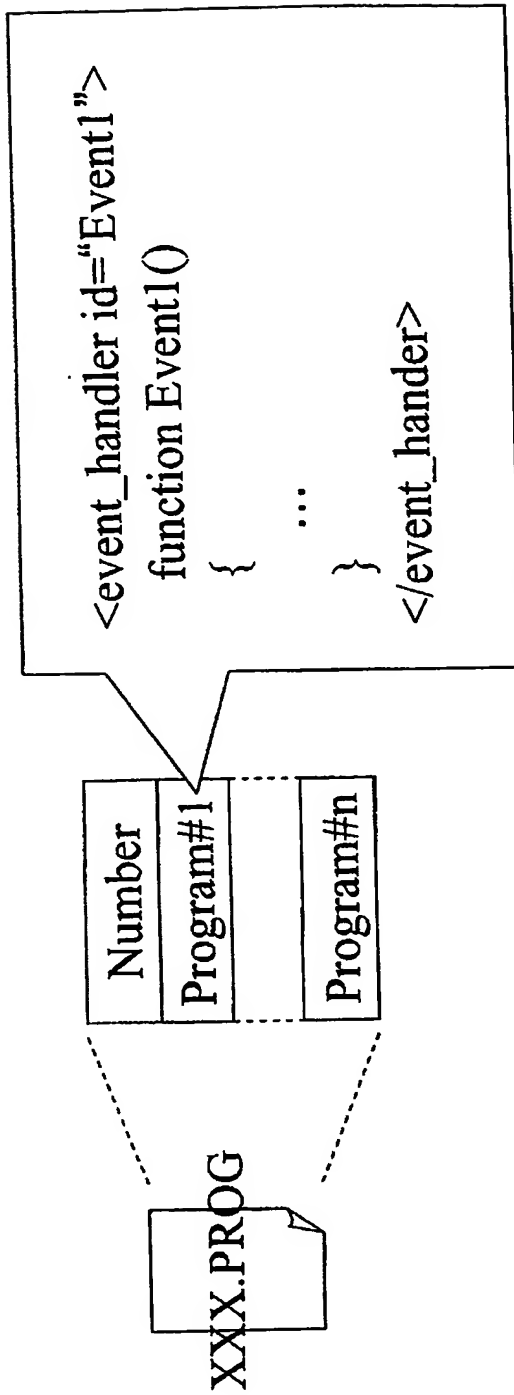 XXX.PROG
Number
Program#1
Program#n
<event_handler id="Event1">
function Event1()
{
...
}
</event_hander>